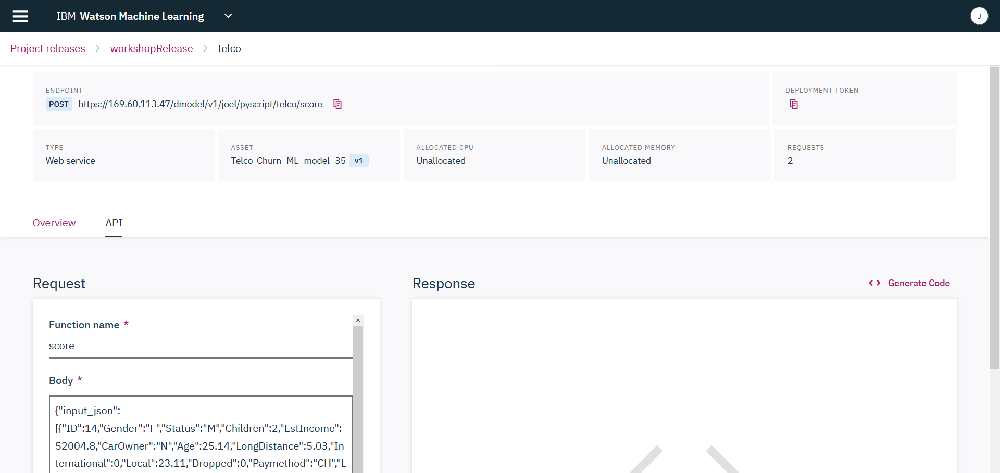 IBM Watson Machine Learning
J
Project releases
workshopRelease
telco
ENDPOINT
POST https://169.60.113.47/dmodel/v1/joel/pyscript/telco/score
DEPLOYMENT TOKEN
TYPE
Web service
ASSET
Telco_Churn_ML_model_35 v1
ALLOCATED CPU
Unallocated
ALLOCATED MEMORY
Unallocated
REQUESTS
2
Overview
API
Request
Function name *
score
Body *
{"input_json":
[{"ID":14,"Gender":"F","Status":"M","Children":2,"EstIncome":
52004.8,"CarOwner":"N","Age":25.14,"LongDistance":5.03,"In
ternational":0,"Local":23.11,"Dropped":0,"Paymethod":"CH","L
Response
Generate Code